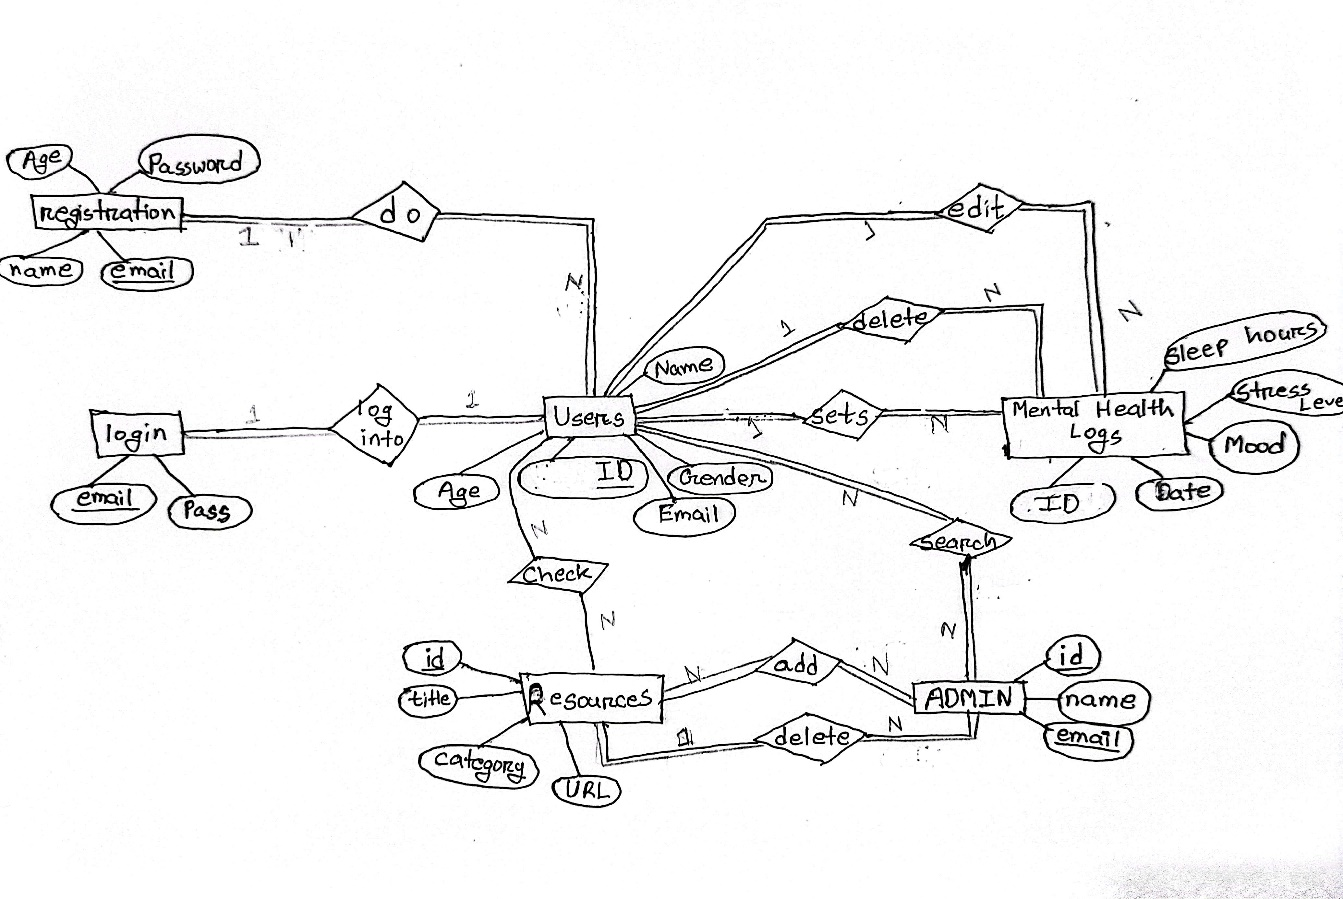 Age
Password
registration
name
email
1
do
N
edit
1
N
delete
1
N
Name
Users
sets
1
N
Mental Health
Logs
Sleep hours
Stress
Leve
Mood
ID
Date
login
email
Pass
1
log
into
1
Age
ID
Gender
Email
N
search
N
N
check
N
id
title
Resources
category
URL
N
add
N
delete
N
ADMIN
id
name
email